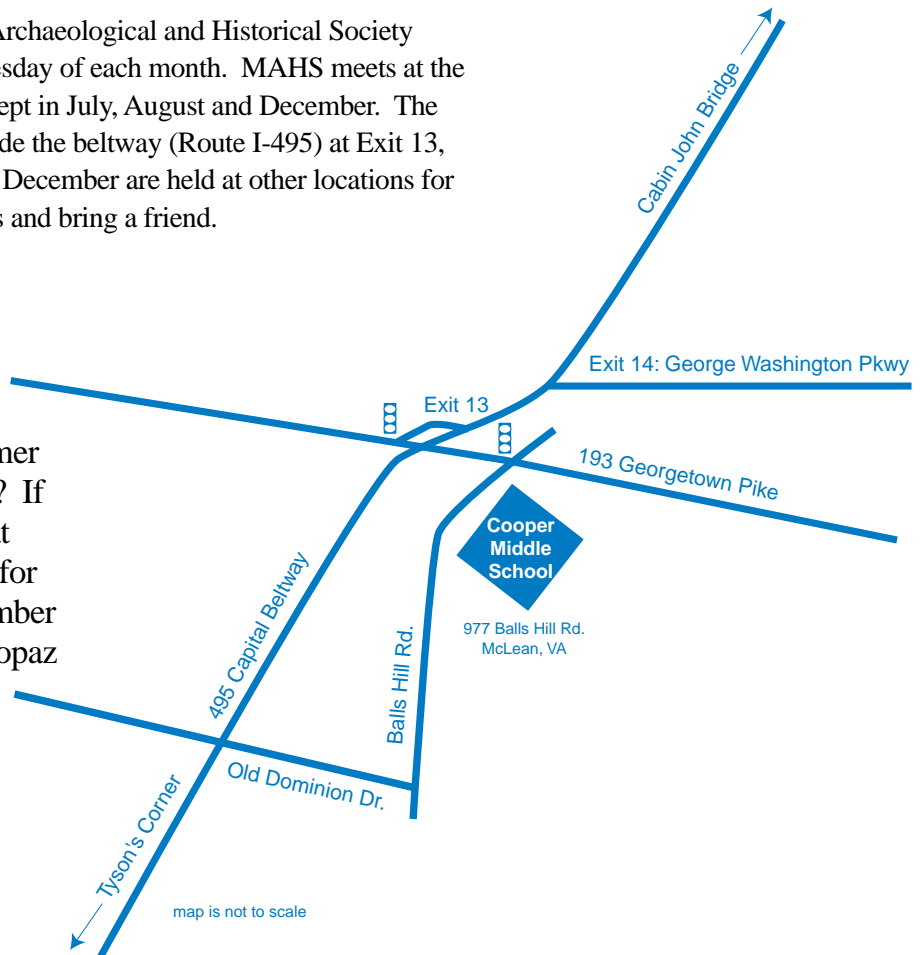 Archaeological and Historical Society
esday of each month. MAHS meets at the
ept in July, August and December. The
de the beltway (Route I-495) at Exit 13,
December are held at other locations for
s and bring a friend.
Cabin John Bridge
Exit 14: George Washington Pkwy
Exit 13
193 Georgetown Pike
mer
? If
t
for
mber
opaz
Cooper
Middle
School
977 Balls Hill Rd.
McLean, VA
495 Capital Beltway
Balls Hill Rd.
Old Dominion Dr.
Tyson's Corner
map is not to scale